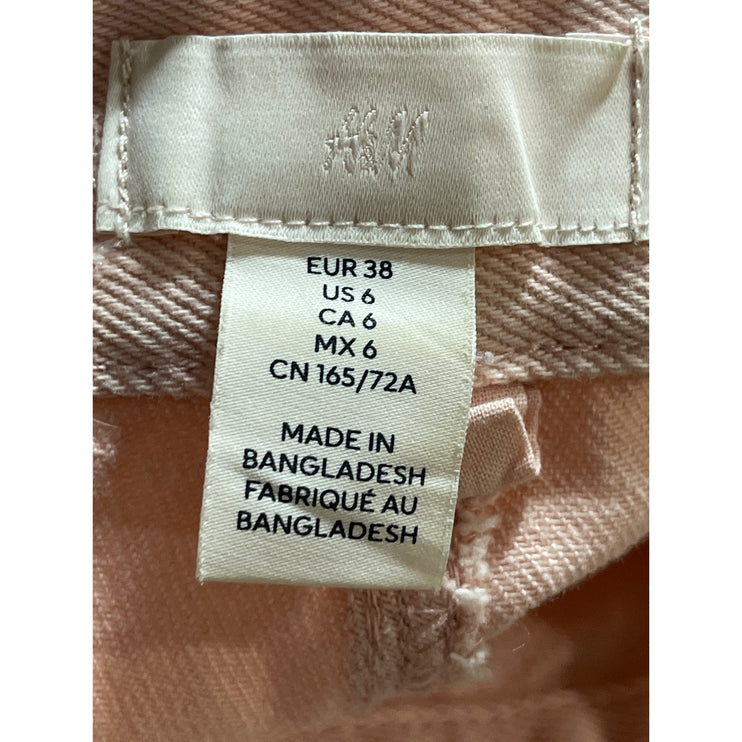 H&M
EUR 38
US 6
CA 6
MX 6
CN 165/72A
MADE IN
BANGLADESH
FABRIQUÉ AU
BANGLADESH